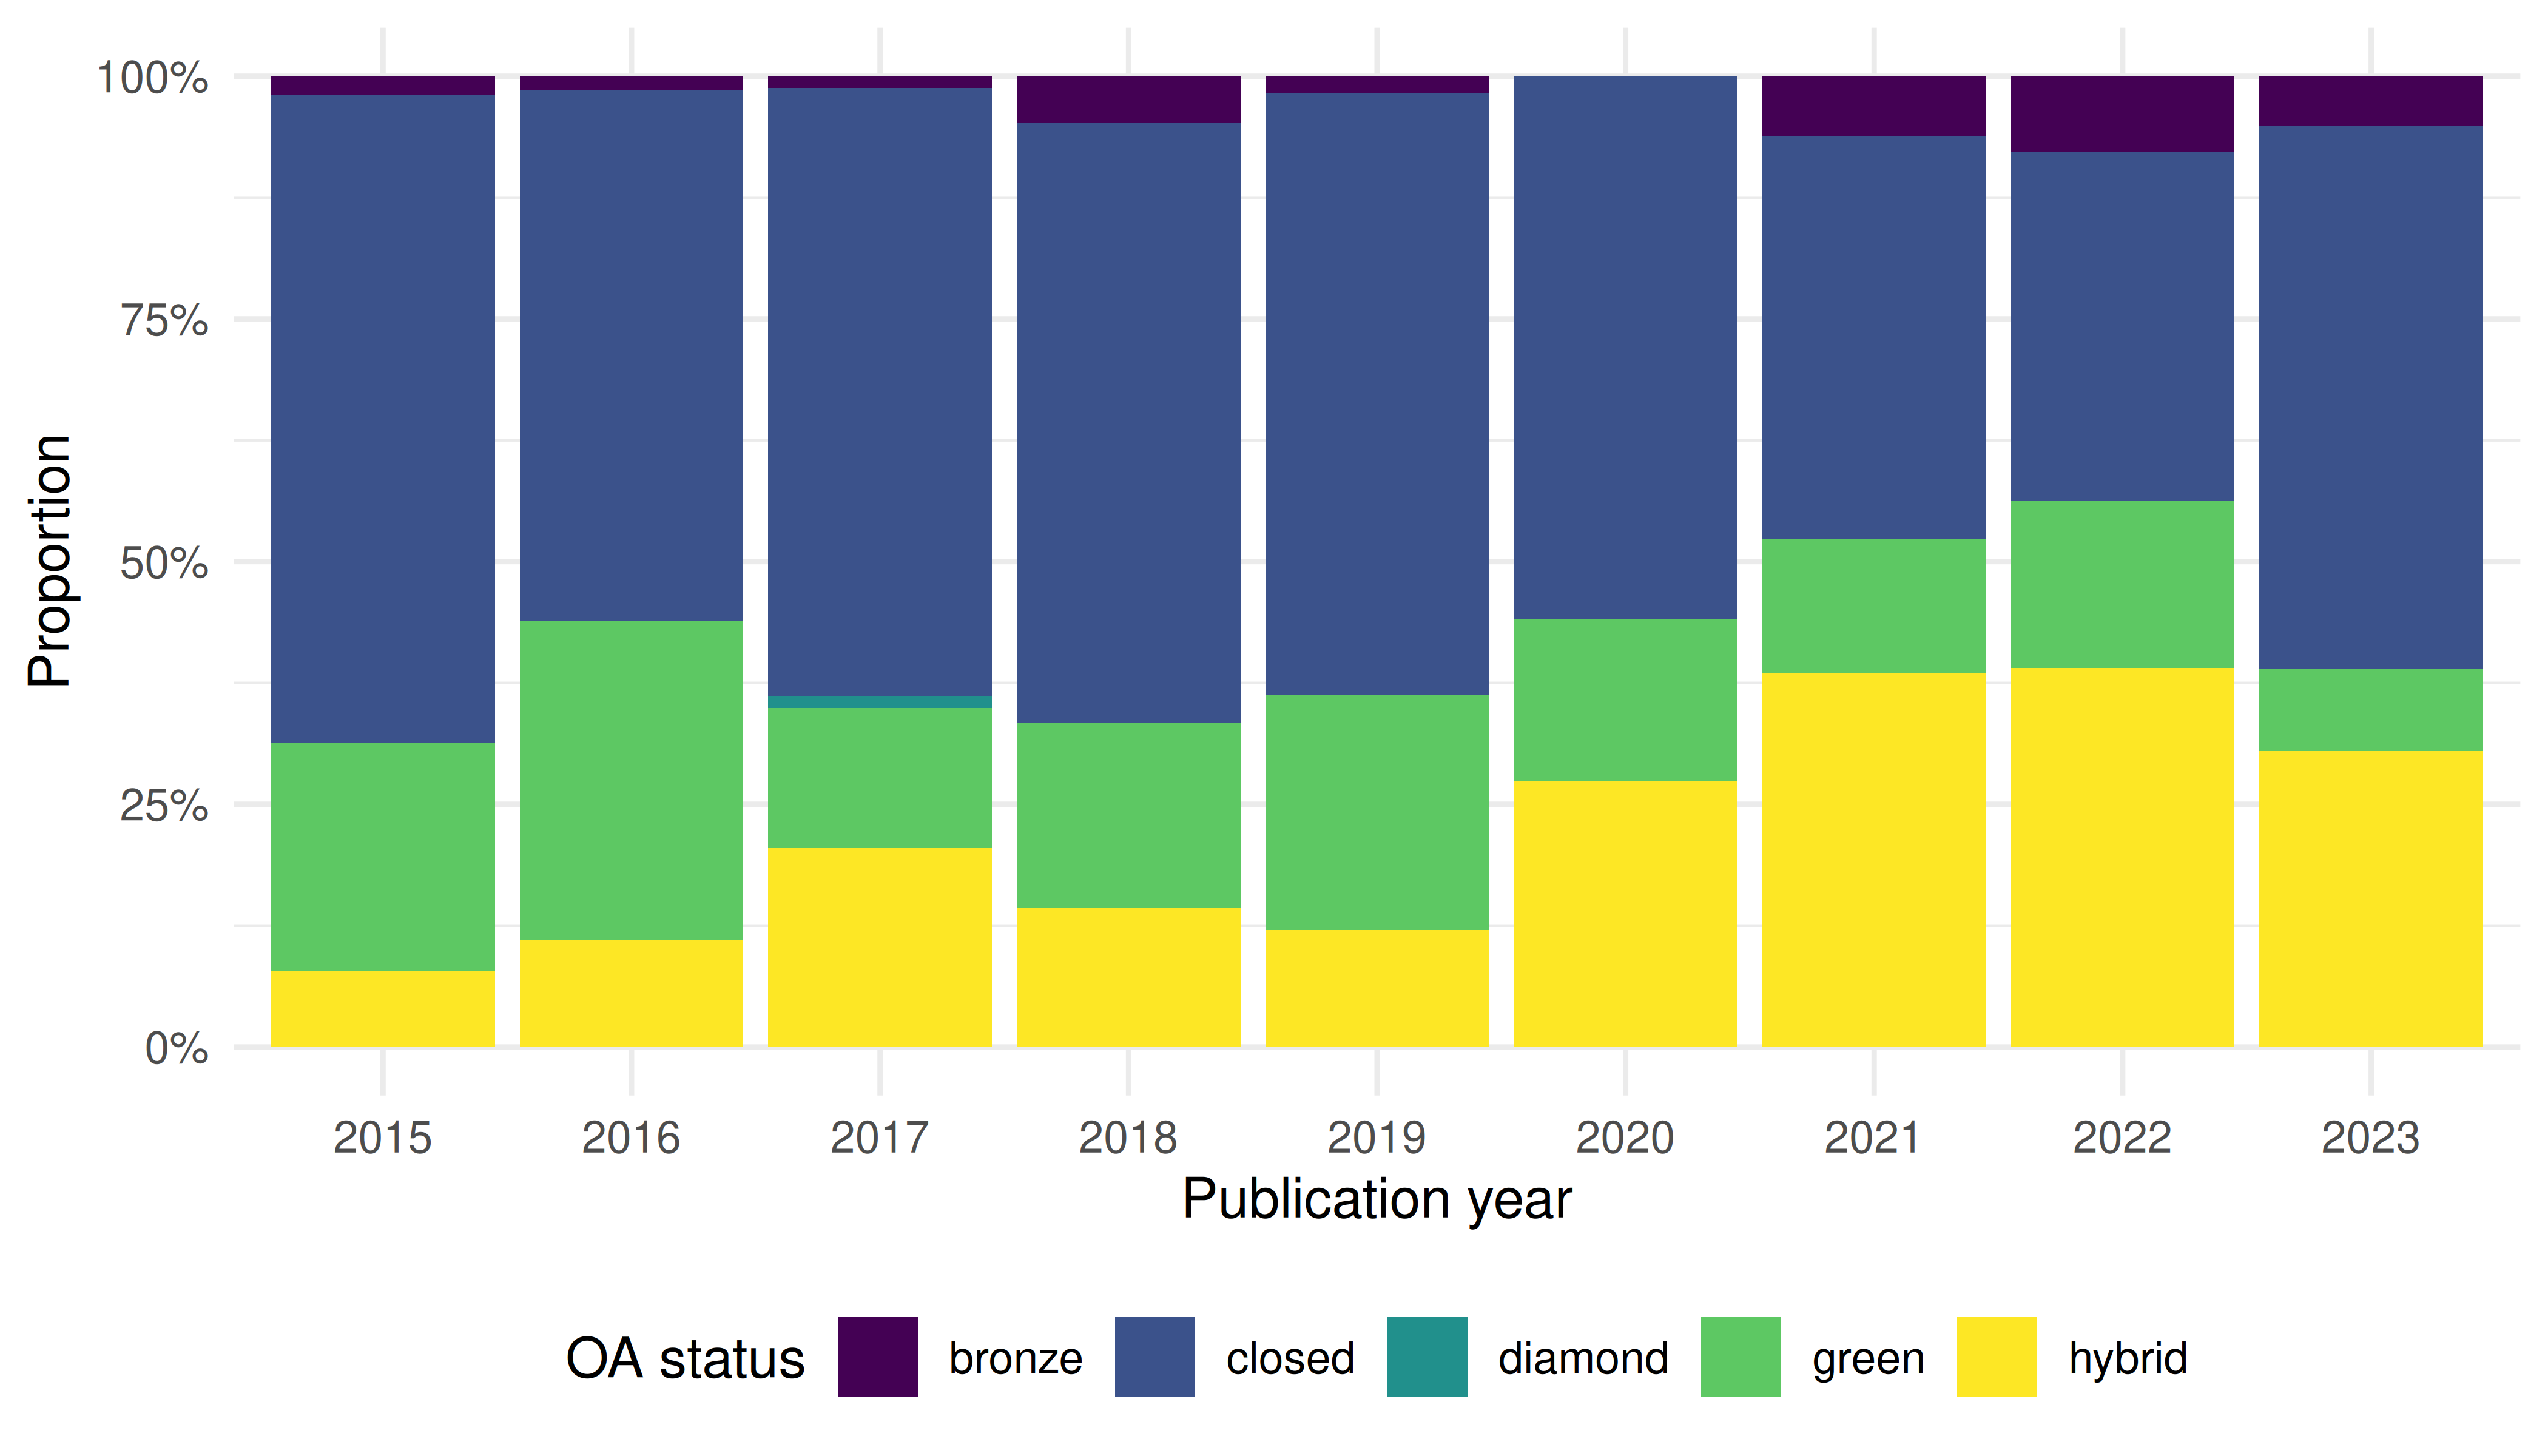 100%
75%
50%
25%
0%
Proportion
2015 2016 2017 2018 2019 2020 2021 2022 2023
Publication year
OA status bronze closed diamond green hybrid